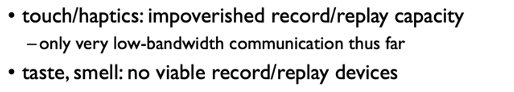 • touch/haptics: impoverished record/replay capacity
–only very low-bandwidth communication thus far
• taste, smell: no viable record/replay devices